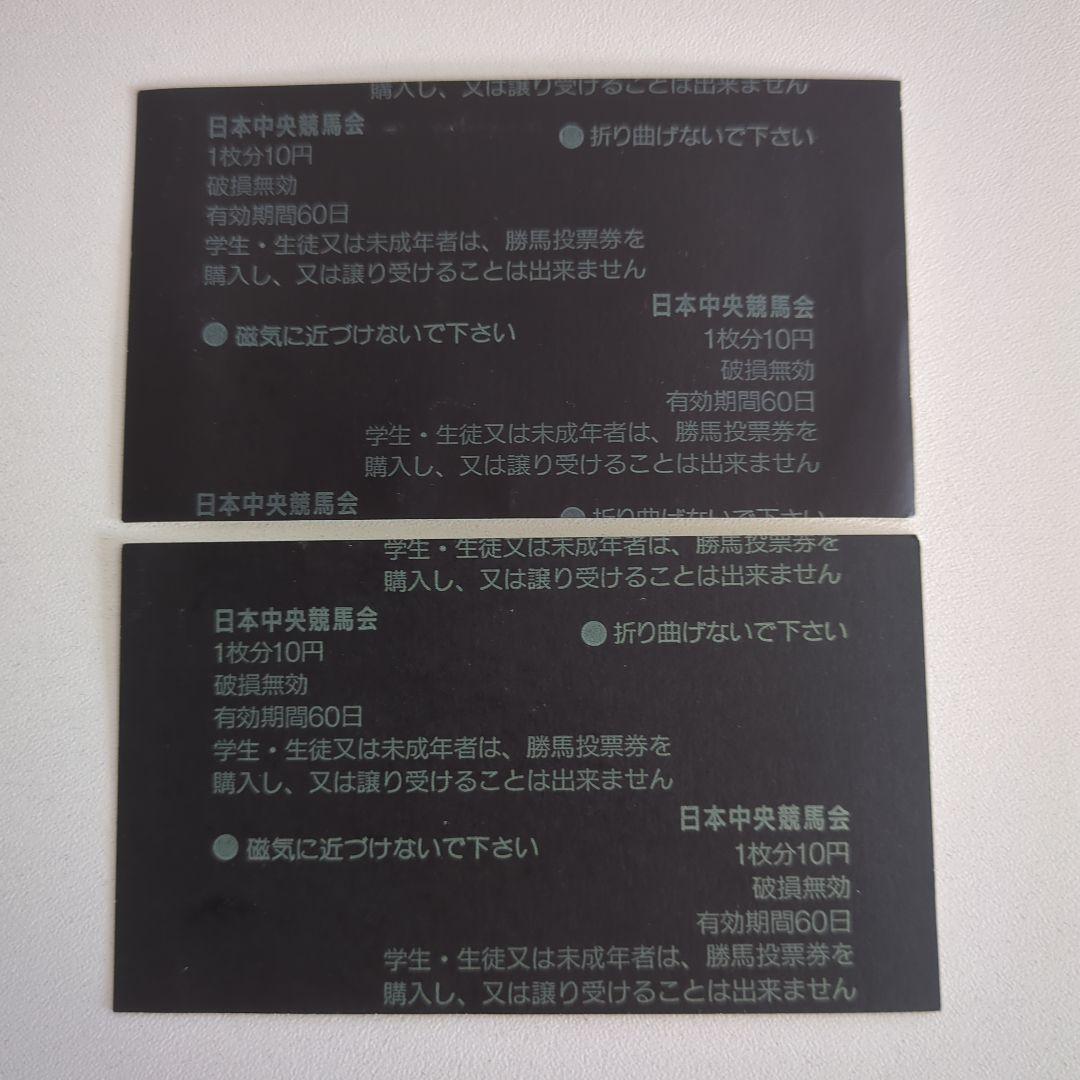 購入し、又は譲り受けることは出来ません
日本中央競馬会
● 折り曲げないで下さい
1枚分10円
破損無効
有効期間60日
学生・生徒又は未成年者は、勝馬投票券を
購入し、又は譲り受けることは出来ません
日本中央競馬会
● 磁気に近づけないで下さい
1枚分10円
破損無効
有効期間60日
学生・生徒又は未成年者は、勝馬投票券を
購入し、又は譲り受けることは出来ません
日本中央競馬会
● 折り曲げないで下さい
学生・生徒又は未成年者は、勝馬投票券を
購入し、又は譲り受けることは出来ません
日本中央競馬会
● 折り曲げないで下さい
1枚分10円
破損無効
有効期間60日
学生・生徒又は未成年者は、勝馬投票券を
購入し、又は譲り受けることは出来ません
日本中央競馬会
● 磁気に近づけないで下さい
1枚分10円
破損無効
有効期間60日
学生・生徒又は未成年者は、勝馬投票券を
購入し、又は譲り受けることは出来ません